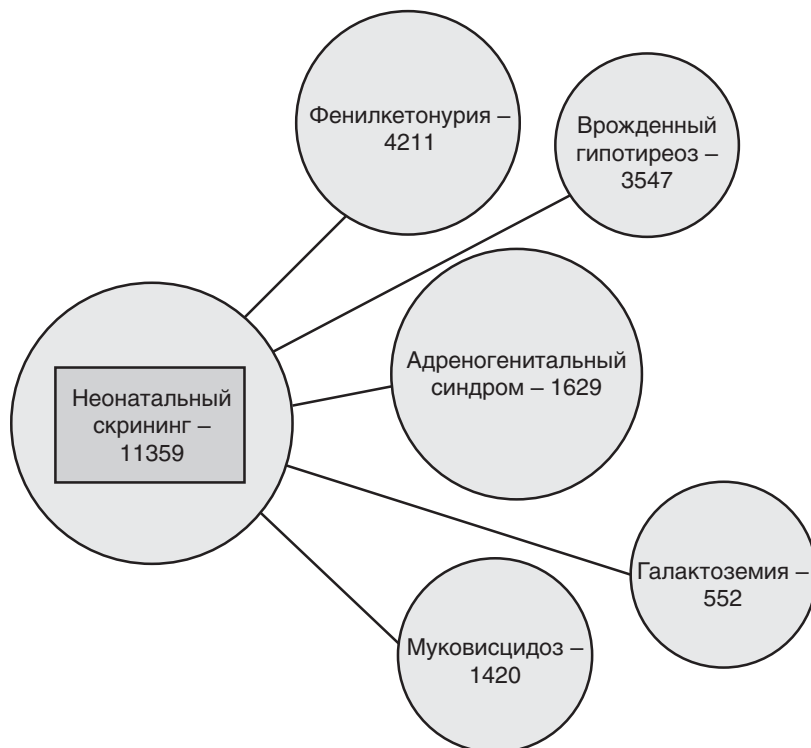 Фенилкетонурия –
4211
Врожденный
гипотиреоз –
3547
Адреногенитальный
синдром – 1629
Неонатальный
скрининг –
11359
Галактоземия –
552
Муковисцидоз –
1420